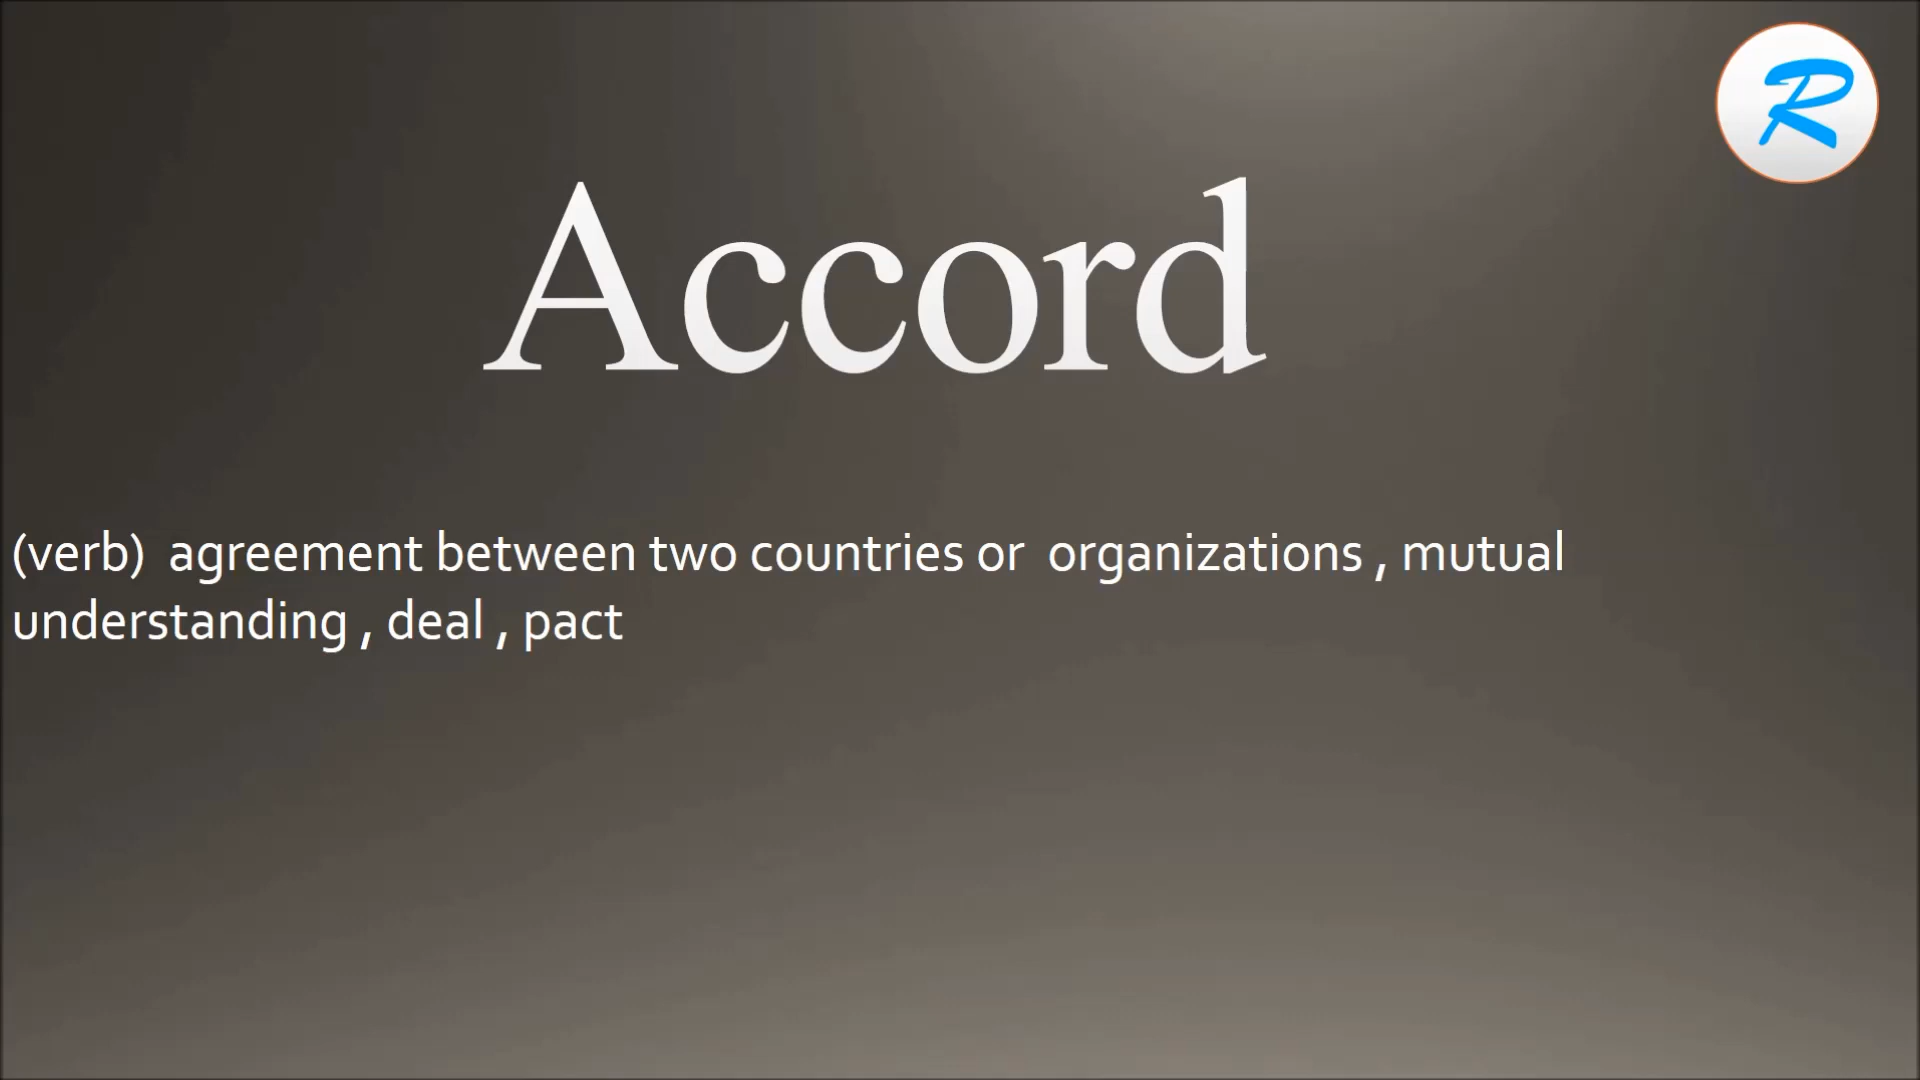 R
Accord
(verb) agreement between two countries or organizations , mutual
understanding , deal , pact